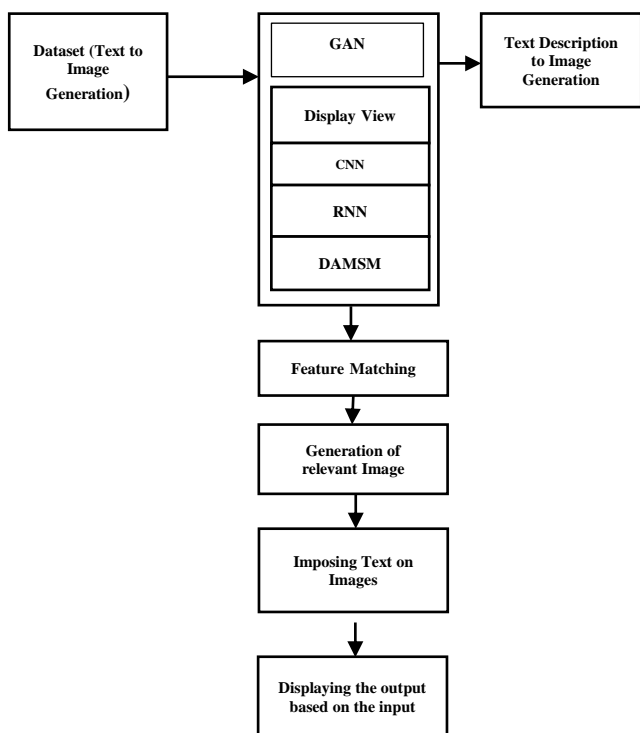 Dataset (Text to
Image
Generation)
GAN
Display View
CNN
RNN
DAMSM
Text Description
to Image
Generation
Feature Matching
Generation of
relevant Image
Imposing Text on
Images
Displaying the output
based on the input